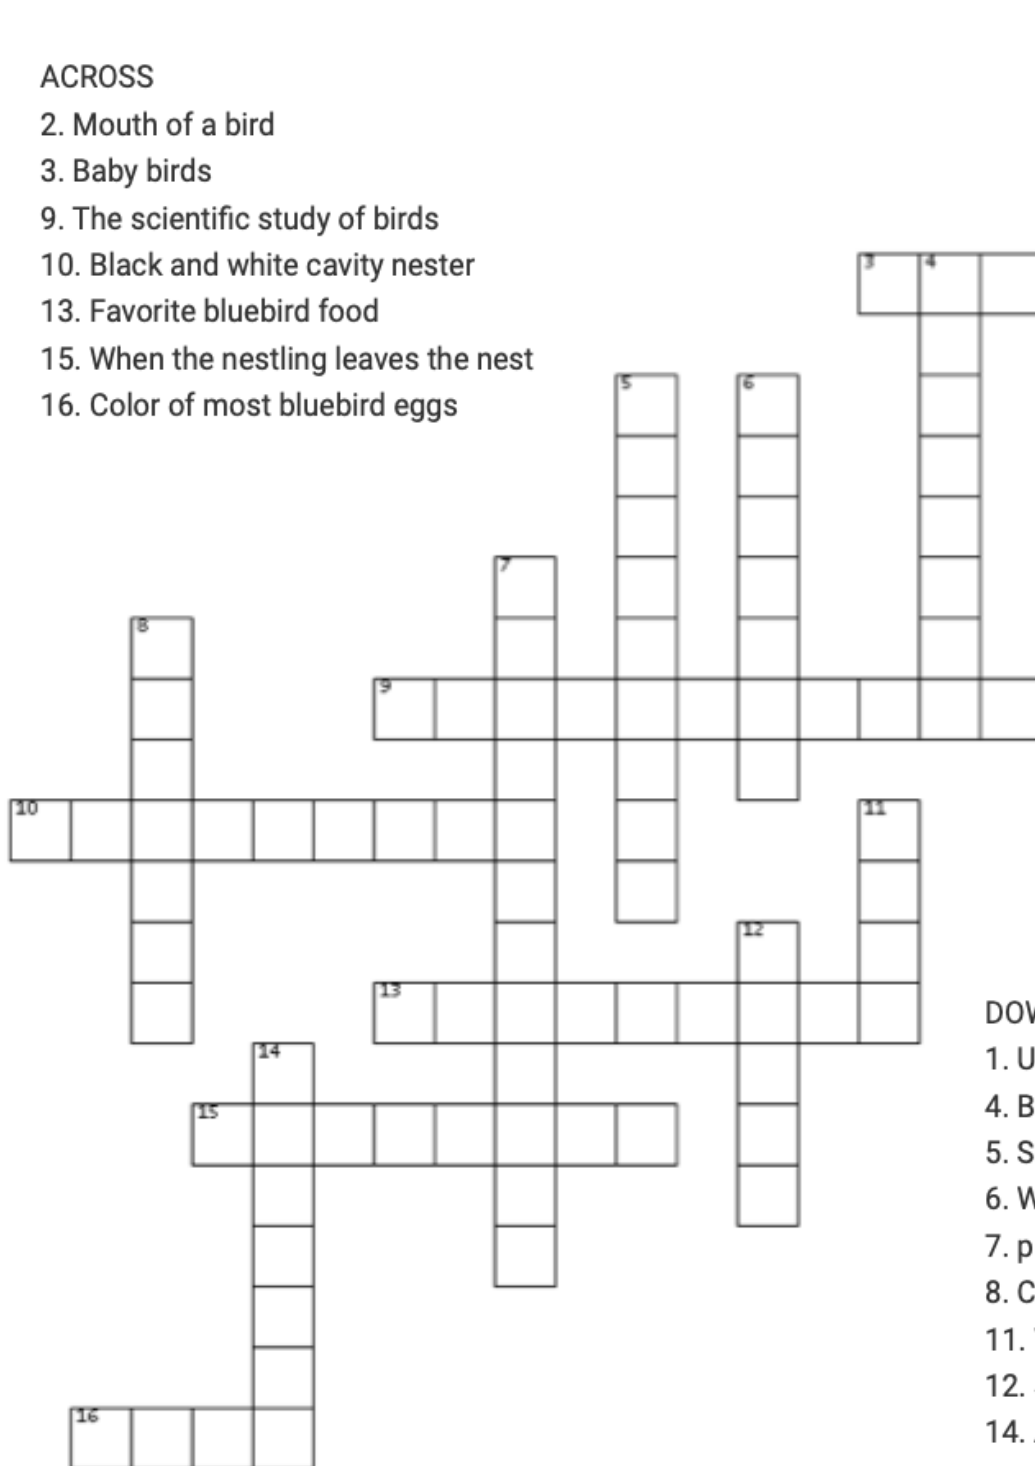 ACROSS
2. Mouth of a bird
3. Baby birds
9. The scientific study of birds
10. Black and white cavity nester
13. Favorite bluebird food
15. When the nestling leaves the nest
16. Color of most bluebird eggs
3 4
5 6
7
8
9
10 11
12
13
14
15
16
DOW
1. U
4. B
5. S
6. W
7. p
8. C
11.
12.
14.